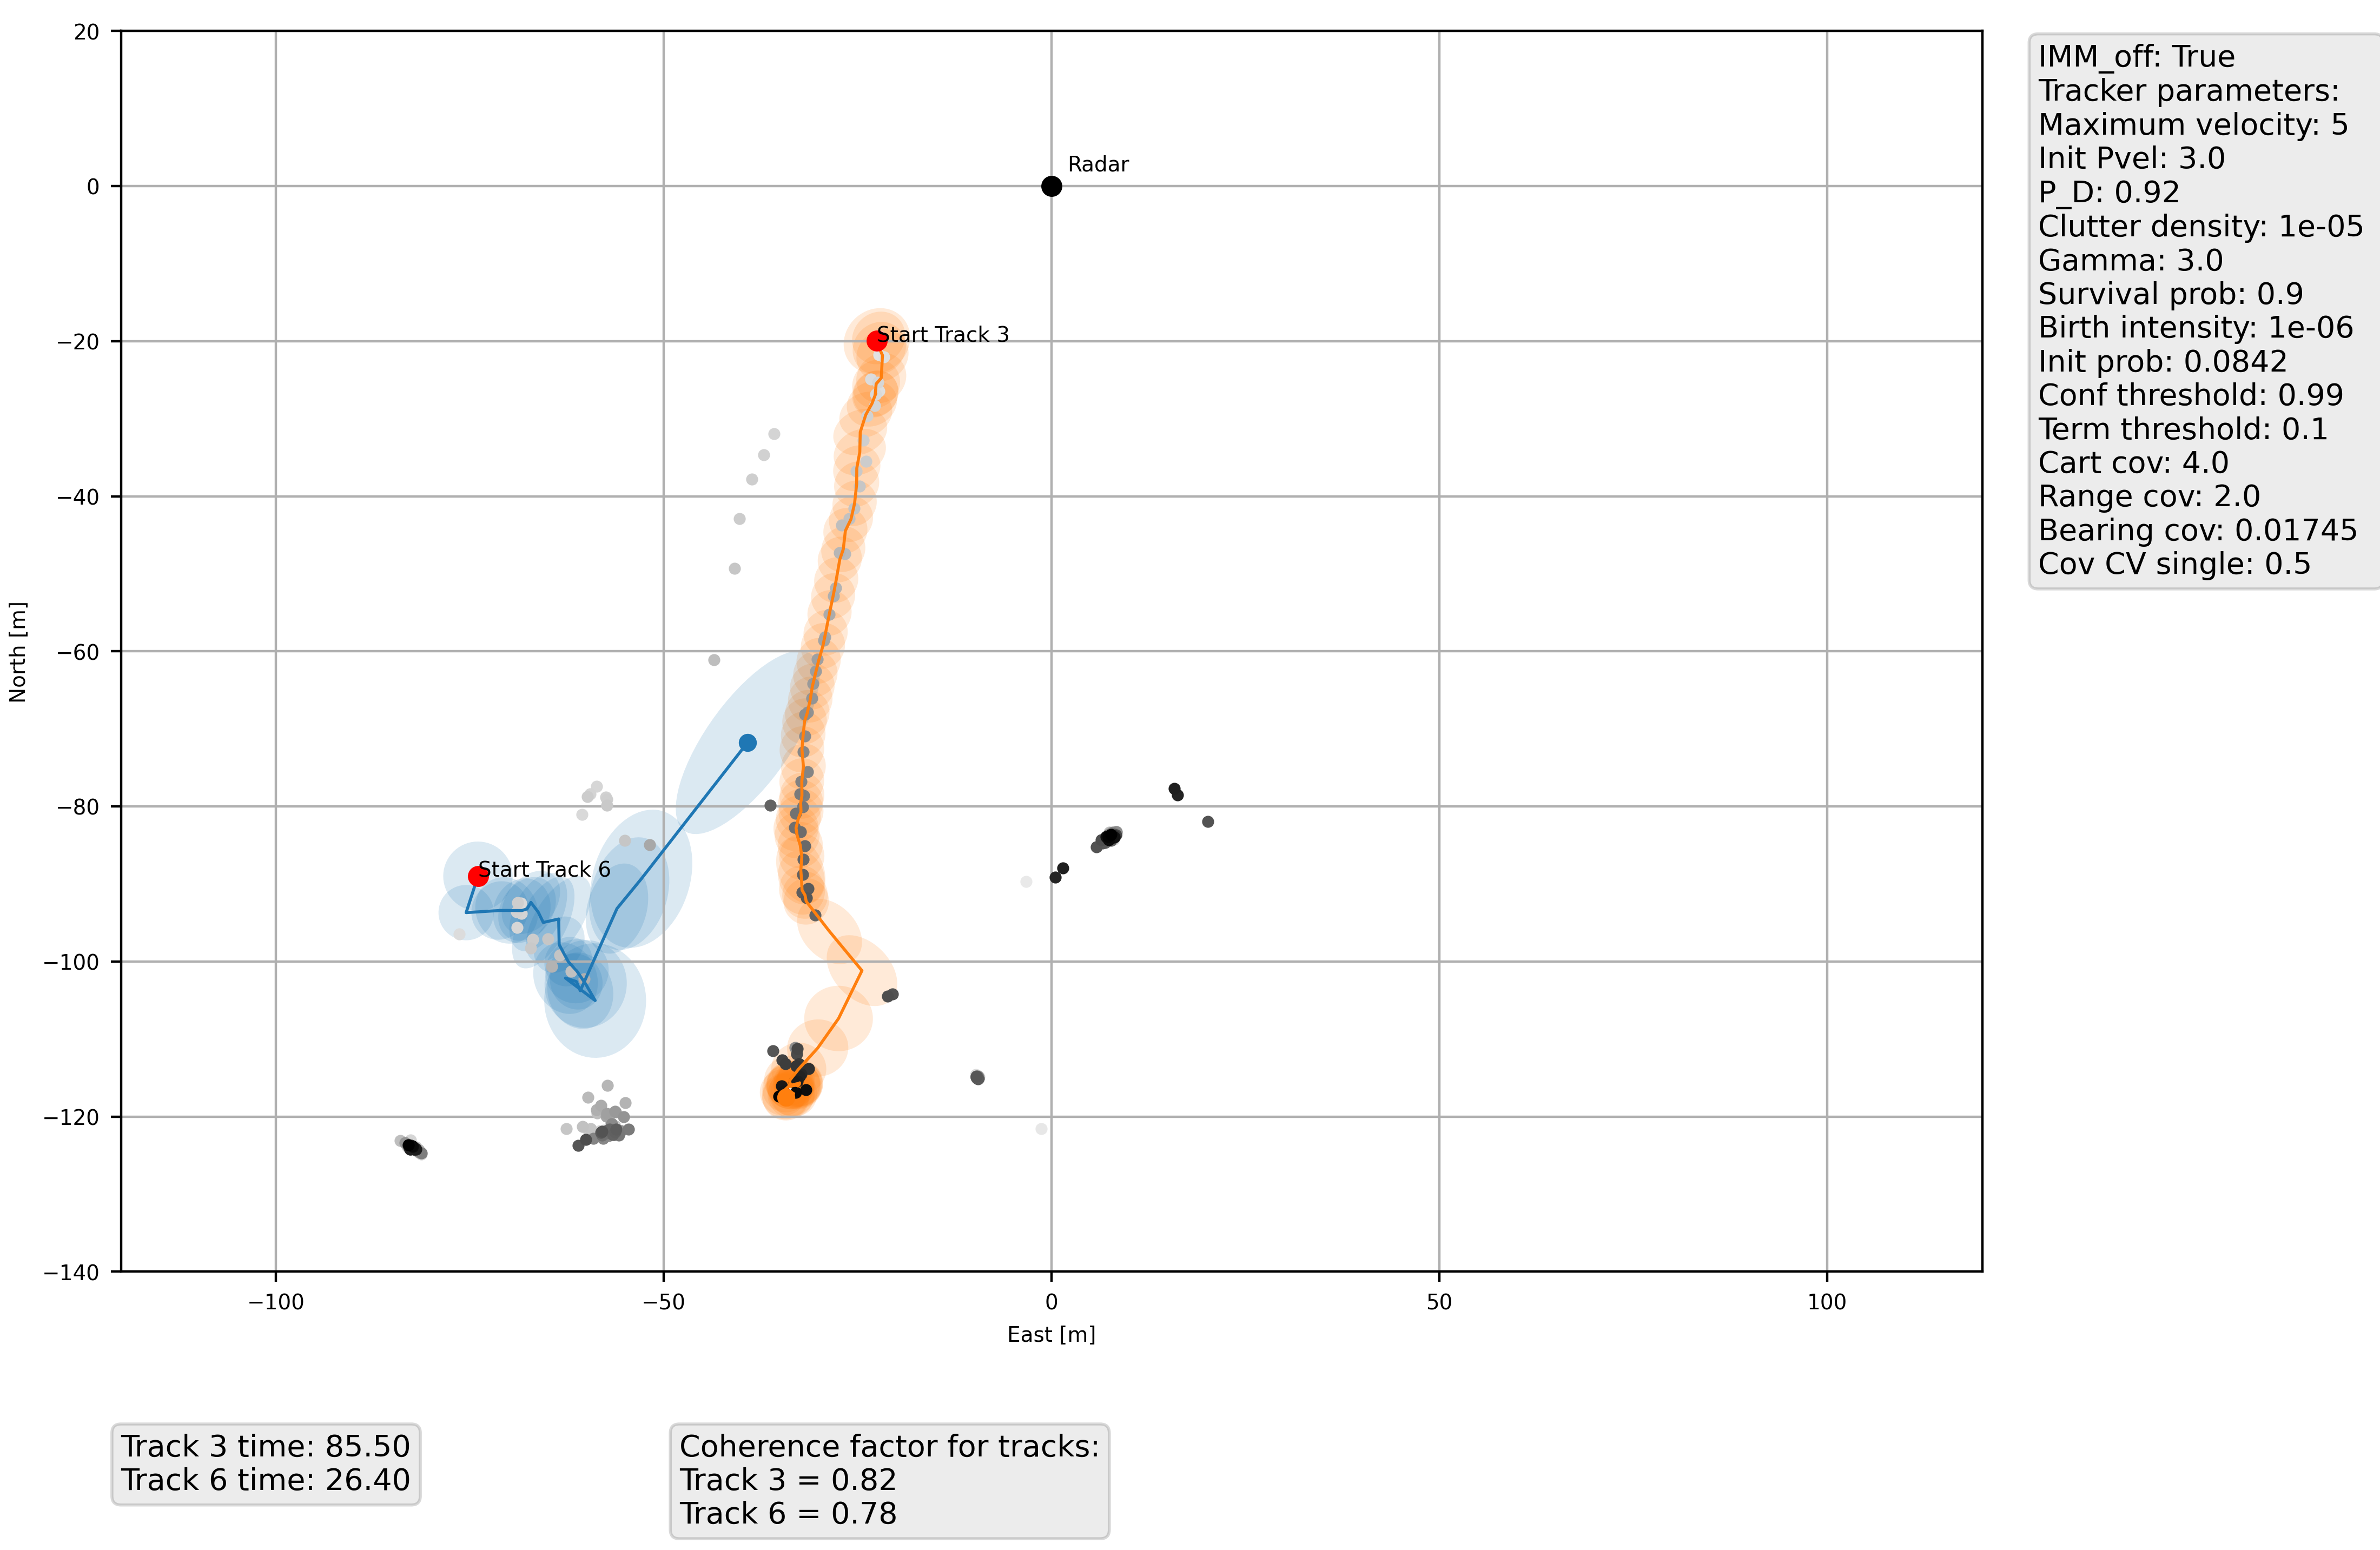 20
0
−20
−40
−60
−80
−100
−120
−140
North [m]
−100
−50
0
50
100
East [m]
Radar
Start Track 3
Start Track 6
IMM_off: True
Tracker parameters:
Maximum velocity: 5
Init Pvel: 3.0
P_D: 0.92
Clutter density: 1e-05
Gamma: 3.0
Survival prob: 0.9
Birth intensity: 1e-06
Init prob: 0.0842
Conf threshold: 0.99
Term threshold: 0.1
Cart cov: 4.0
Range cov: 2.0
Bearing cov: 0.01745
Cov CV single: 0.5
Track 3 time: 85.50
Track 6 time: 26.40
Coherence factor for tracks:
Track 3 = 0.82
Track 6 = 0.78